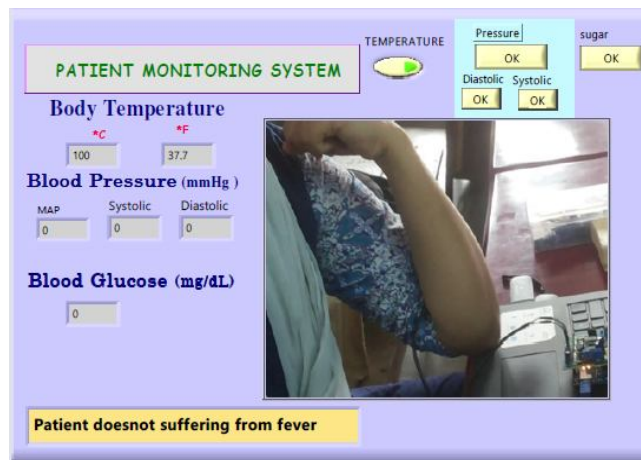 TEMPERATURE
Pressure
OK
Diastolic Systolic
OK OK
sugar
OK
PATIENT MONITORING SYSTEM
Body Temperature
*C *F
100 37.7
Blood Pressure (mmHg )
MAP Systolic Diastolic
0 0 0
Blood Glucose (mg/dL)
0
Patient doesnot suffering from fever